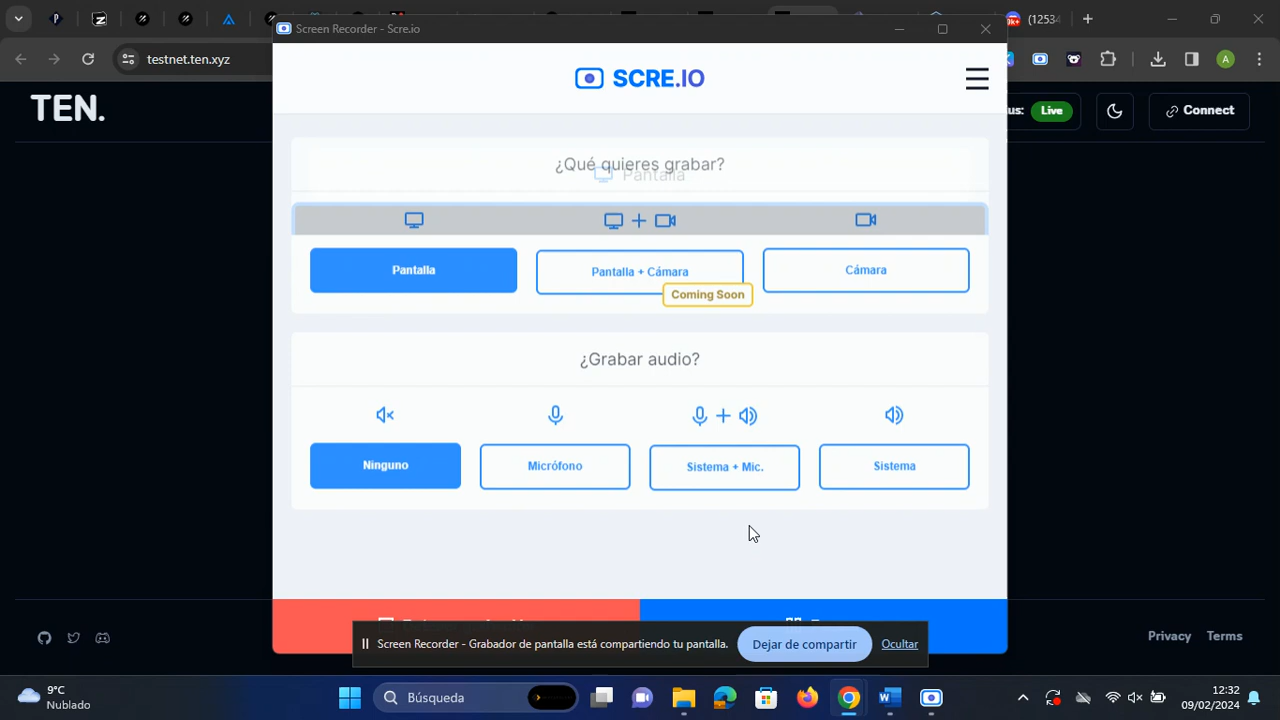 Screen Recorder - Scre.io
(12534
testnet.ten.xyz
A
TEN.
SCRE.IO
us: Live
Connect
¿Qué quieres grabar?
Pantalla
Pantalla
Pantalla + Cámara
Cámara
Coming Soon
¿Grabar audio?
Ninguno
Micrófono
Sistema + Mic.
Sistema
Screen Recorder - Grabador de pantalla está compartiendo tu pantalla.
Dejar de compartir
Ocultar
Privacy
Terms
9°C
Nublado
Búsqueda
12:32
09/02/2024